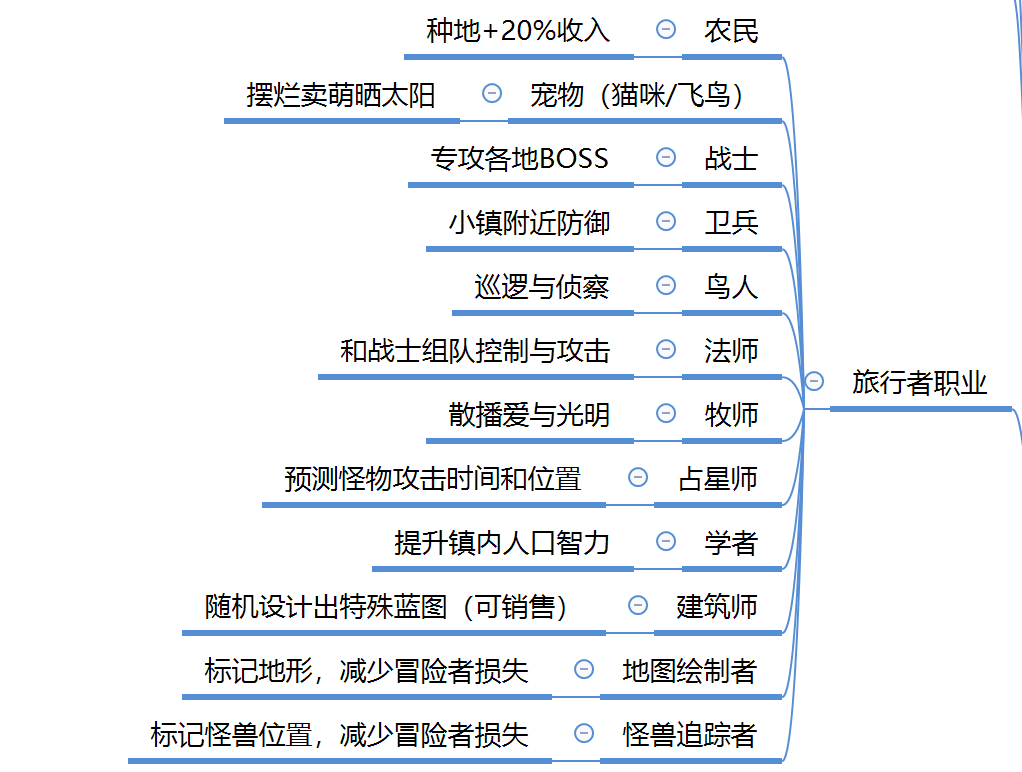 种地+20%收入 农民
摆烂卖萌晒太阳 宠物（猫咪/飞鸟）
专攻各地BOSS 战士
小镇附近防御 卫兵
巡逻与侦察 鸟人
和战士组队控制与攻击 法师
旅行者职业
散播爱与光明 牧师
预测怪物攻击时间和位置 占星师
提升镇内人口智力 学者
随机设计出特殊蓝图（可销售） 建筑师
标记地形，减少冒险者损失 地图绘制者
标记怪兽位置，减少冒险者损失 怪兽追踪者